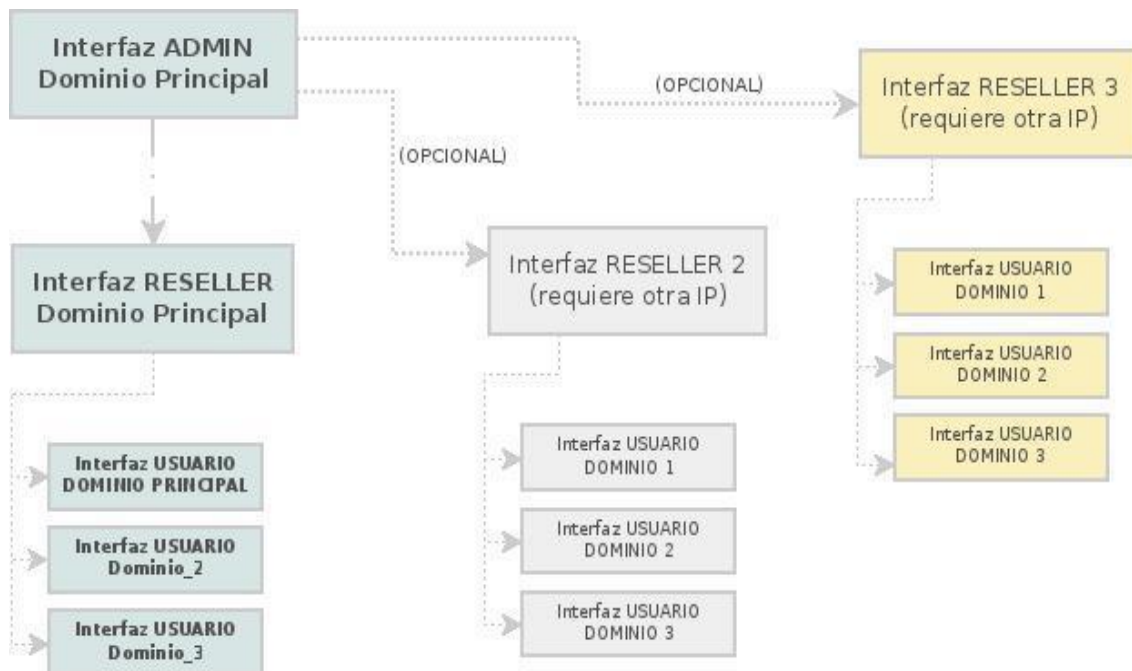 Interfaz ADMIN
Dominio Principal
(OPCIONAL)
Interfaz RESELLER 3
(requiere otra IP)
(OPCIONAL)
Interfaz RESELLER
Dominio Principal
Interfaz RESELLER 2
(requiere otra IP)
Interfaz USUARIO
DOMINIO 1
Interfaz USUARIO
DOMINIO 2
Interfaz USUARIO
DOMINIO 3
Interfaz USUARIO
DOMINIO PRINCIPAL
Interfaz USUARIO
Dominio_2
Interfaz USUARIO
Dominio_3
Interfaz USUARIO
DOMINIO 1
Interfaz USUARIO
DOMINIO 2
Interfaz USUARIO
DOMINIO 3